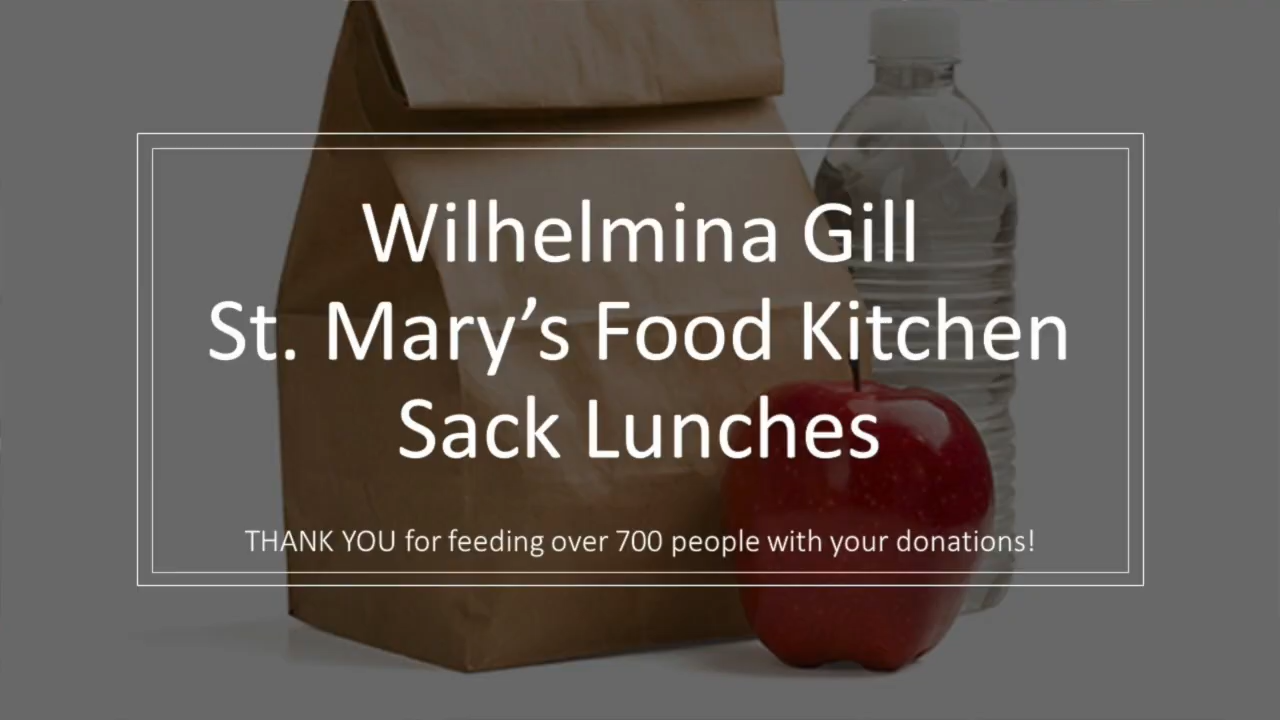 Wilhelmina Gill
St. Mary’s Food Kitchen
Sack Lunches
THANK YOU for feeding over 700 people with your donations!